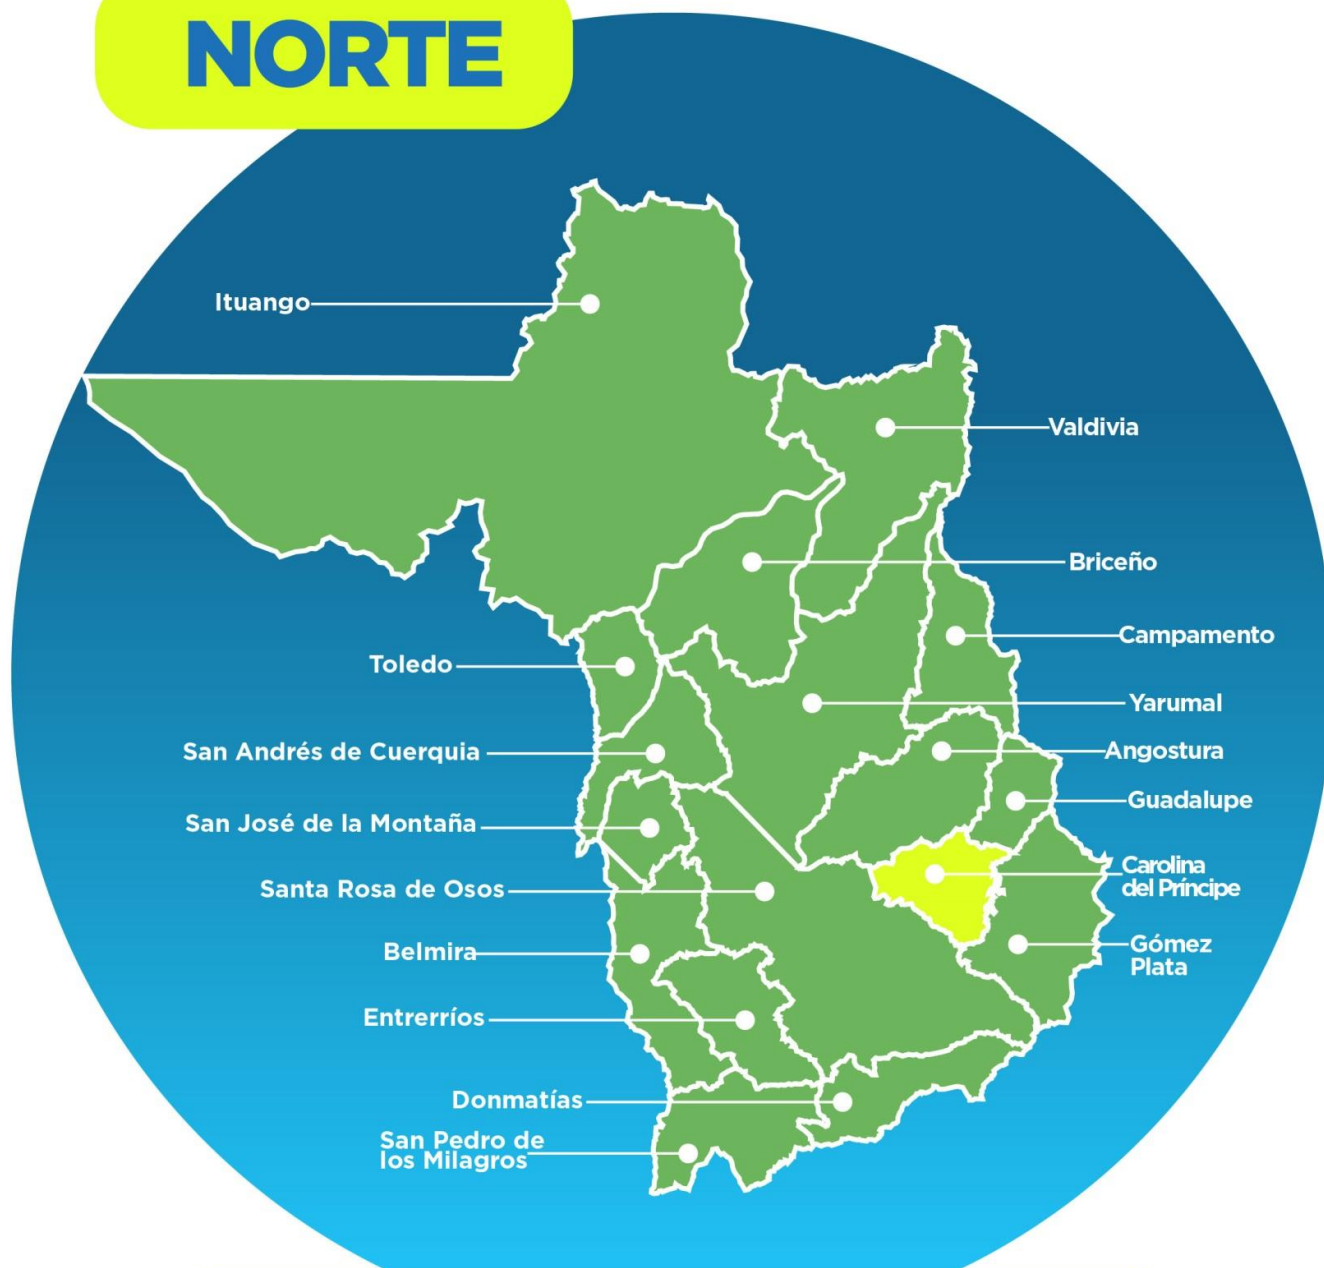 NORTE
Ituango
Valdivia
Briceño
Campamento
Toledo
Yarumal
San Andrés de Cuerquia
Angostura
Guadalupe
San José de la Montaña
Carolina
del Príncipe
Santa Rosa de Osos
Belmira
Gómez
Plata
Entrerríos
Donmatías
San Pedro de
los Milagros